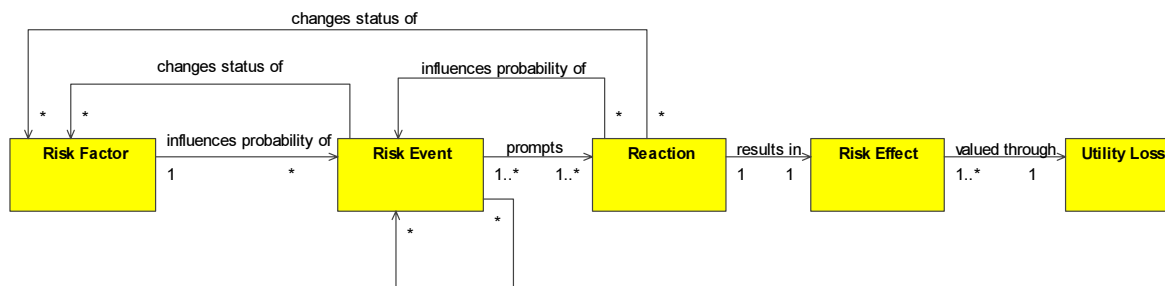 changes status of
changes status of
influences probability of
* * * *
Risk Factor
influences probability of
1 *
Risk Event
prompts
1..* 1..*
Reaction
results in
1 1
Risk Effect
valued through
1..* 1
Utility Loss
* *